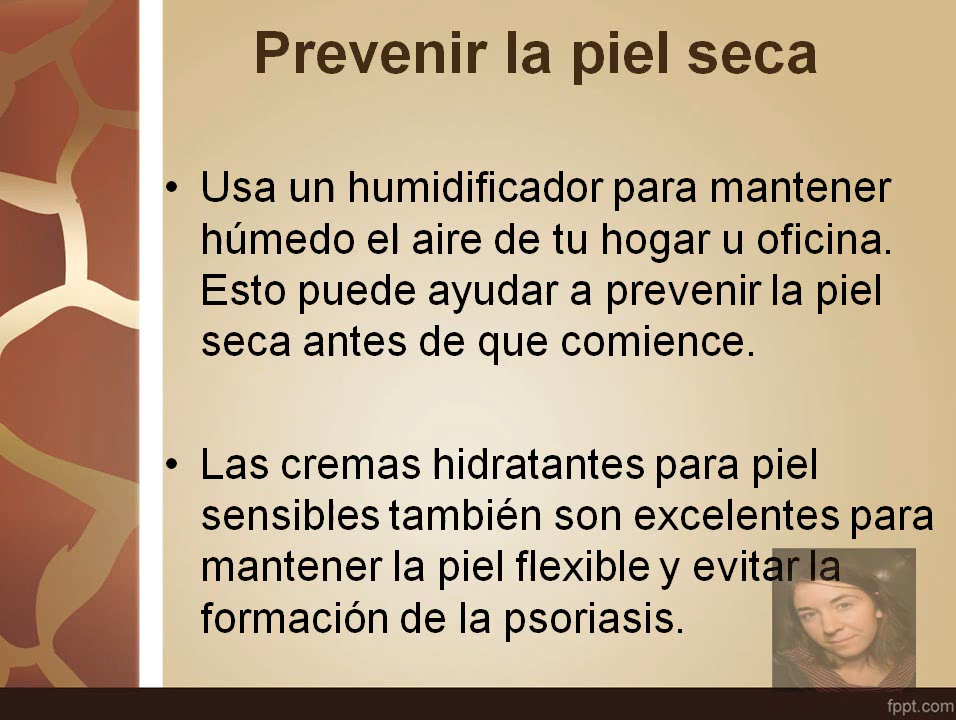 Prevenir la piel seca
• Usa un humidificador para mantener
húmedo el aire de tu hogar u oficina.
Esto puede ayudar a prevenir la piel
seca antes de que comience.
• Las cremas hidratantes para piel
sensibles también son excelentes para
mantener la piel flexible y evitar la
formación de la psoriasis.
fppt.com